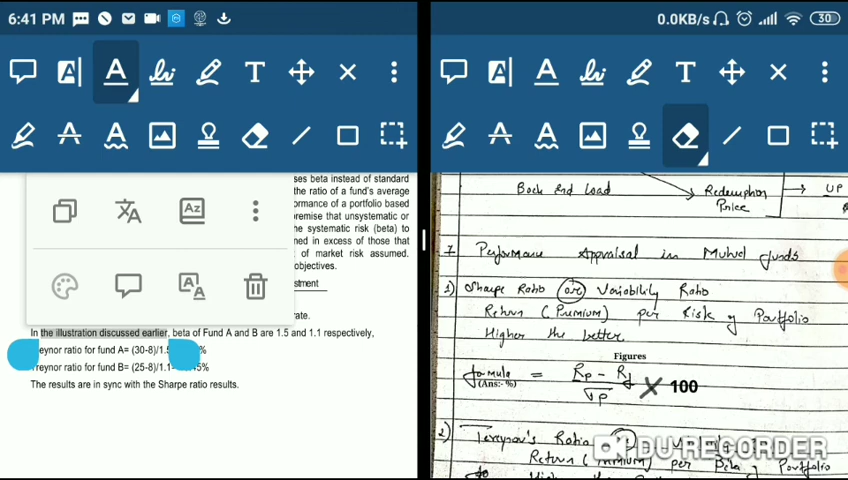 6:41 PM
0.0KB/s
30
ses beta instead of standard
the ratio of a fund's average
ormance of a portfolio based
remise that unsystematic or
he systematic risk (beta) to
ned in excess of those that
of market risk assumed.
objectives.
stment
rate.
In the illustration discussed earlier, beta of Fund A and B are 1.5 and 1.1 respectively,
reynor ratio for fund A= (30-8)/1.5
%
Treynor ratio for fund B= (25-8)/1.1=
5%
The results are in sync with the Sharpe ratio results.
Back End Load
Redemption Price
UP
7 Performance Appraisal in Mutual funds
1) Sharpe Ratio (or) Variability Ratio
Return (Premium) per Risk of Portfolio
Higher the better
Figures
formula = Rp - Rf × 100
(Ans:- %)
σp
2) Treynor's Ratio
Return (Premium) per Beta of Portfolio
DU RECORDER